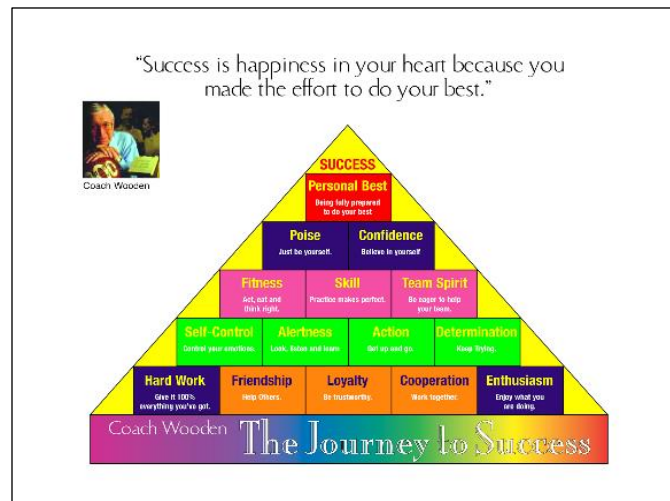 “Success is happiness in your heart because you
made the effort to do your best.”
Coach Wooden
SUCCESS
Personal Best
Being fully prepared
to do your best
Poise
Just be yourself.
Confidence
Believe in yourself
Fitness
Act, eat and
think right.
Skill
Practice makes perfect.
Team Spirit
Be eager to help
your team.
Self-Control
Control your emotions.
Alertness
Look, listen and learn
Action
Get up and go.
Determination
Keep Trying.
Hard Work
Give it 100%
everything you've got.
Friendship
Help Others.
Loyalty
Be trustworthy.
Cooperation
Work together.
Enthusiasm
Enjoy what you
are doing.
Coach Wooden The Journey to Success